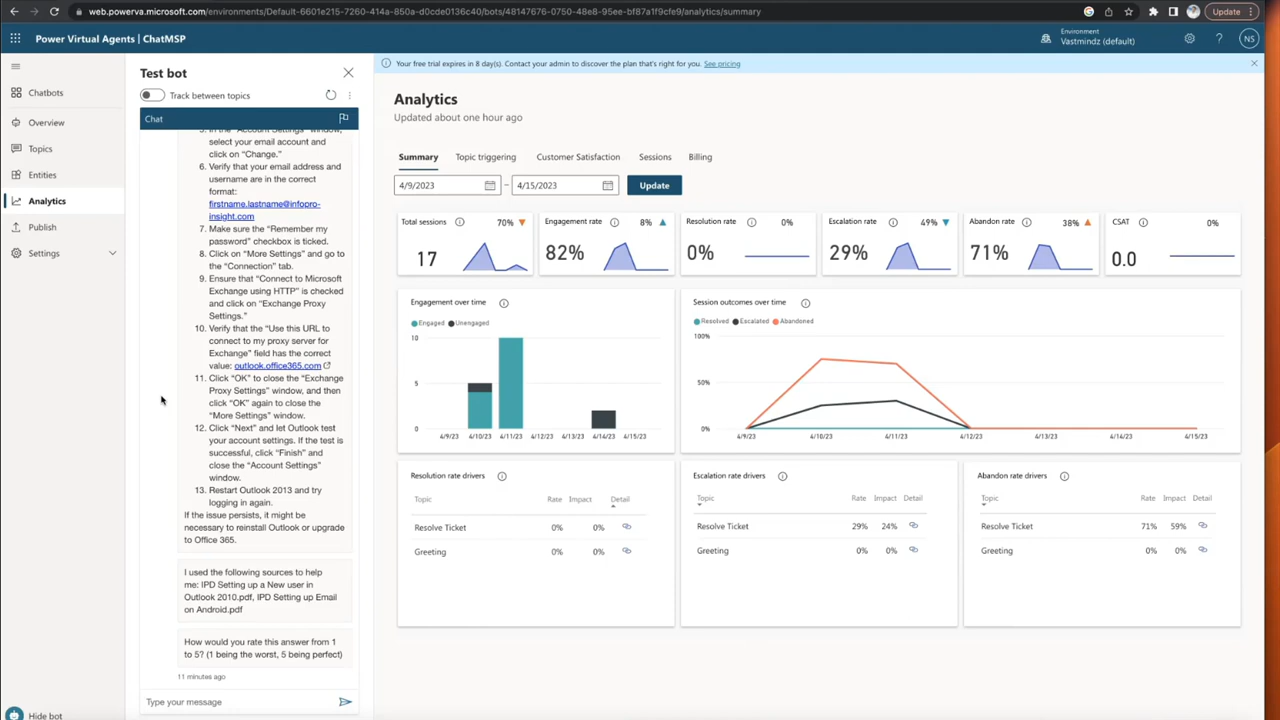 web.powerva.microsoft.com/environments/Default-6601e215-7260-414a-850a-d0cde0136c40/bots/48147676-0750-48e8-95ee-bf87a1f9cfe9/analytics/summary
Update
Power Virtual Agents | ChatMSP
Environment
Vastmindz (default)
?
NS
Chatbots
Overview
Topics
Entities
Analytics
Publish
Settings
Hide bot
Test bot
Track between topics
Chat
5. In the "Account Settings" window,
select your email account and
click on "Change."
6. Verify that your email address and
username are in the correct
format:
firstname.lastname@infopro-
insight.com
7. Make sure the "Remember my
password" checkbox is ticked.
8. Click on "More Settings" and go to
the "Connection" tab.
9. Ensure that "Connect to Microsoft
Exchange using HTTP" is checked
and click on "Exchange Proxy
Settings."
10. Verify that the "Use this URL to
connect to my proxy server for
Exchange" field has the correct
value: outlook.office365.com
11. Click "OK" to close the "Exchange
Proxy Settings" window, and then
click "OK" again to close the
"More Settings" window.
12. Click "Next" and let Outlook test
your account settings. If the test is
successful, click "Finish" and
close the "Account Settings"
window.
13. Restart Outlook 2013 and try
logging in again.
If the issue persists, it might be
necessary to reinstall Outlook or upgrade
to Office 365.
I used the following sources to help
me: IPD Setting up a New user in
Outlook 2010.pdf, IPD Setting up Email
on Android.pdf
How would you rate this answer from 1
to 5? (1 being the worst, 5 being perfect)
11 minutes ago
Type your message
Your free trial expires in 8 day(s). Contact your admin to discover the plan that's right for you. See pricing
Analytics
Updated about one hour ago
Summary Topic triggering Customer Satisfaction Sessions Billing
4/9/2023 – 4/15/2023 Update
Total sessions 70%
17
Engagement rate 8%
82%
Resolution rate 0%
0%
Escalation rate 49%
29%
Abandon rate 38%
71%
CSAT 0%
0.0
Engagement over time
Engaged Unengaged
10
5
0
4/9/23 4/10/23 4/11/23 4/12/23 4/13/23 4/14/23 4/15/23
Session outcomes over time
Resolved Escalated Abandoned
100%
50%
0%
4/9/23 4/10/23 4/11/23 4/12/23 4/13/23 4/14/23 4/15/23
Resolution rate drivers
Topic Rate Impact Detail
Resolve Ticket 0% 0%
Greeting 0% 0%
Escalation rate drivers
Topic Rate Impact Detail
Resolve Ticket 29% 24%
Greeting 0% 0%
Abandon rate drivers
Topic Rate Impact Detail
Resolve Ticket 71% 59%
Greeting 0% 0%